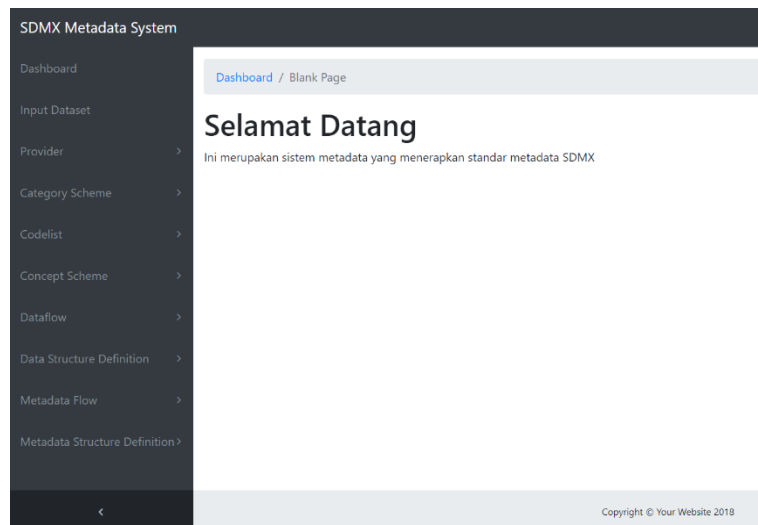 SDMX Metadata System
Dashboard
Input Dataset
Provider
Category Scheme
Codelist
Concept Scheme
Dataflow
Data Structure Definition
Metadata Flow
Metadata Structure Definition
Dashboard / Blank Page
Selamat Datang
Ini merupakan sistem metadata yang menerapkan standar metadata SDMX
Copyright © Your Website 2018